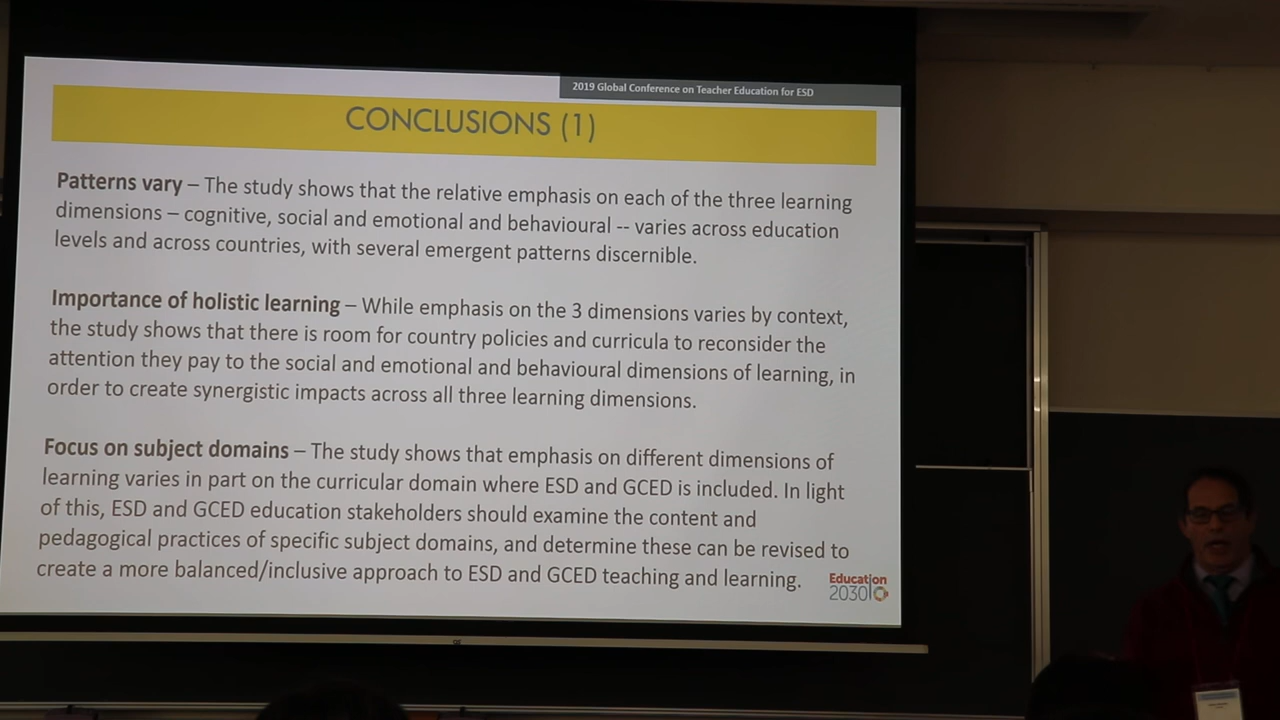 2019 Global Conference on Teacher Education for ESD
CONCLUSIONS (1)
Patterns vary – The study shows that the relative emphasis on each of the three learning
dimensions – cognitive, social and emotional and behavioural -- varies across education
levels and across countries, with several emergent patterns discernible.
Importance of holistic learning – While emphasis on the 3 dimensions varies by context,
the study shows that there is room for country policies and curricula to reconsider the
attention they pay to the social and emotional and behavioural dimensions of learning, in
order to create synergistic impacts across all three learning dimensions.
Focus on subject domains – The study shows that emphasis on different dimensions of
learning varies in part on the curricular domain where ESD and GCED is included. In light
of this, ESD and GCED education stakeholders should examine the content and
pedagogical practices of specific subject domains, and determine these can be revised to
create a more balanced/inclusive approach to ESD and GCED teaching and learning.
Education
2030